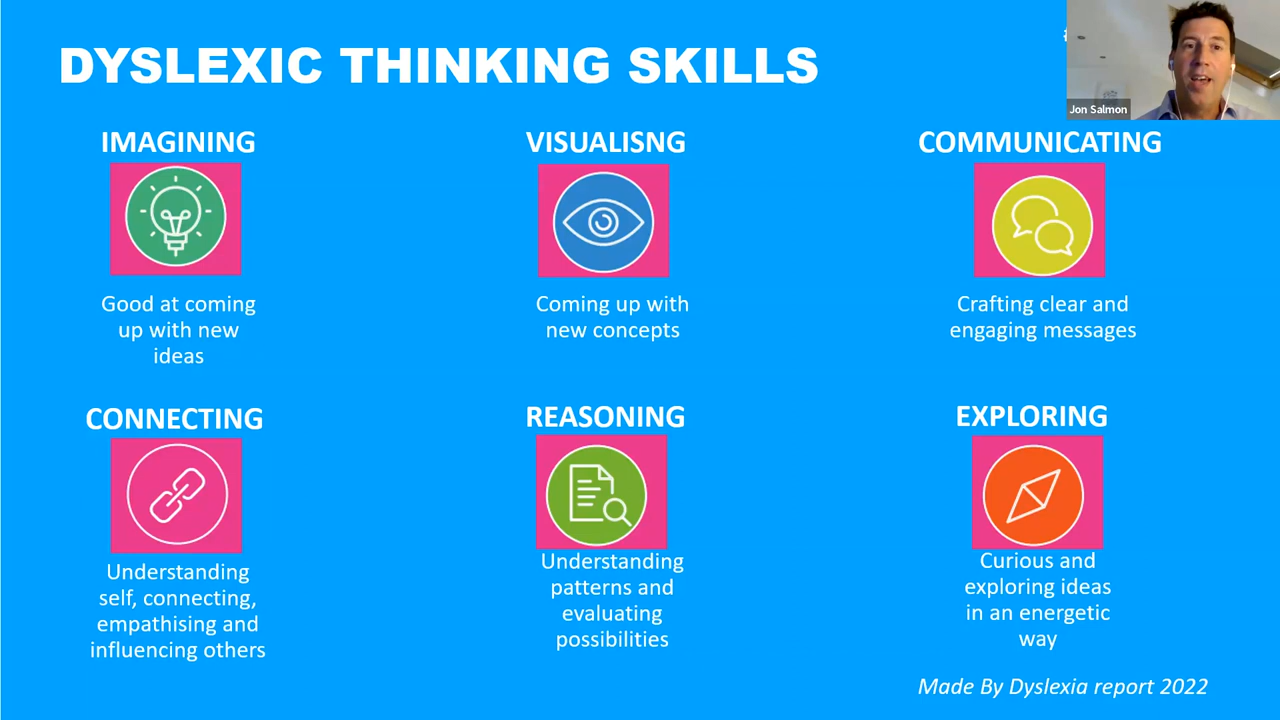 DYSLEXIC THINKING SKILLS
Jon Salmon
IMAGINING
Good at coming
up with new
ideas
VISUALISNG
Coming up with
new concepts
COMMUNICATING
Crafting clear and
engaging messages
CONNECTING
Understanding
self, connecting,
empathising and
influencing others
REASONING
Understanding
patterns and
evaluating
possibilities
EXPLORING
Curious and
exploring ideas
in an energetic
way
Made By Dyslexia report 2022